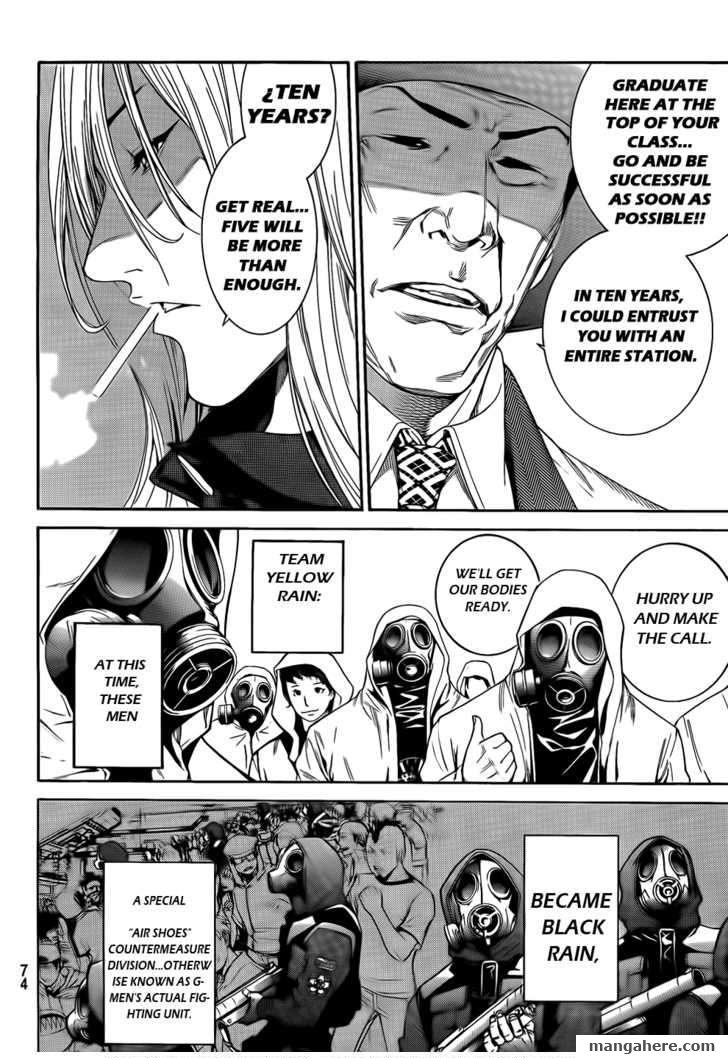 GRADUATE
HERE AT THE
TOP OF YOUR
CLASS...
GO AND BE
SUCCESSFUL
AS SOON AS
POSSIBLE!!
IN TEN YEARS,
I COULD ENTRUST
YOU WITH AN
ENTIRE STATION.
¿TEN
YEARS?
GET REAL...
FIVE WILL
BE MORE
THAN
ENOUGH.
HURRY UP
AND MAKE
THE CALL.
WE'LL GET
OUR BODIES
READY.
TEAM
YELLOW
RAIN:
AT THIS
TIME,
THESE
MEN
BECAME
BLACK
RAIN,
A SPECIAL
"AIR SHOES"
COUNTERMEASURE
DIVISION...OTHERW
ISE KNOWN AS G-
MEN'S ACTUAL FIG-
HTING UNIT.
74
mangahere.com